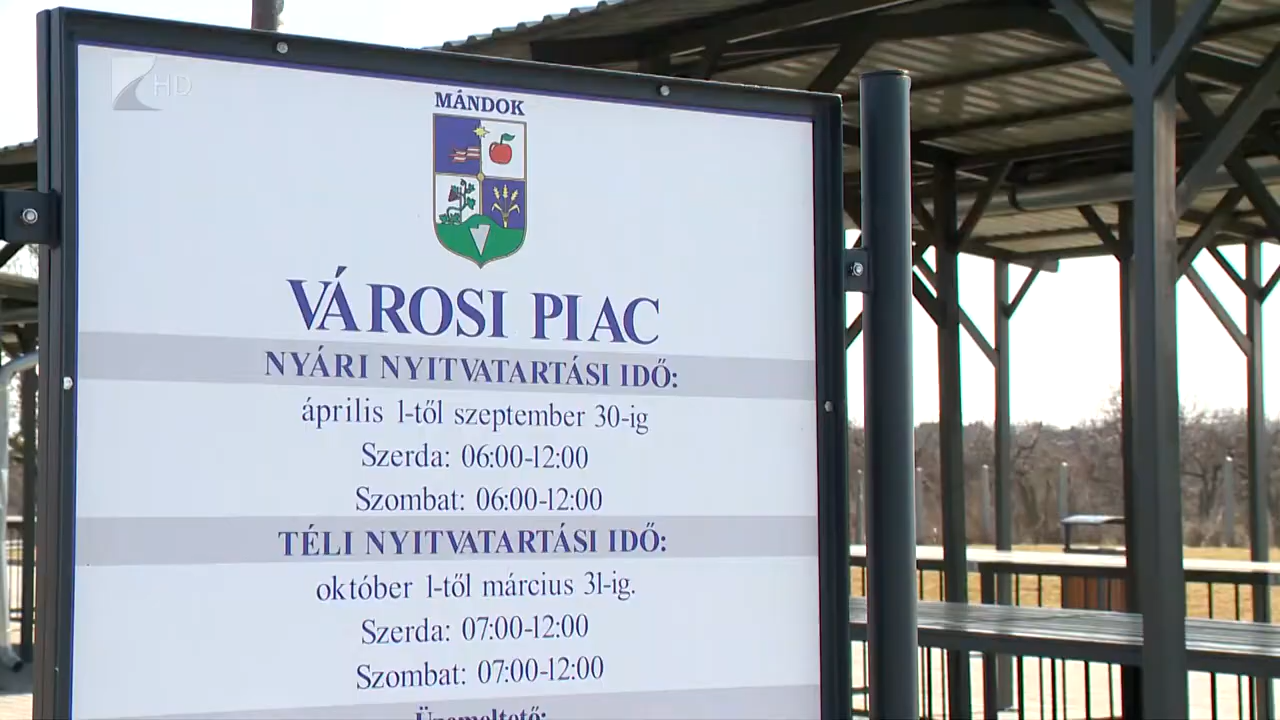 HD
MÁNDOK
VÁROSI PIAC
NYÁRI NYITVATARTÁSI IDŐ:
április 1-től szeptember 30-ig
Szerda: 06:00-12:00
Szombat: 06:00-12:00
TÉLI NYITVATARTÁSI IDŐ:
október 1-től március 31-ig.
Szerda: 07:00-12:00
Szombat: 07:00-12:00
Üzemeltető: